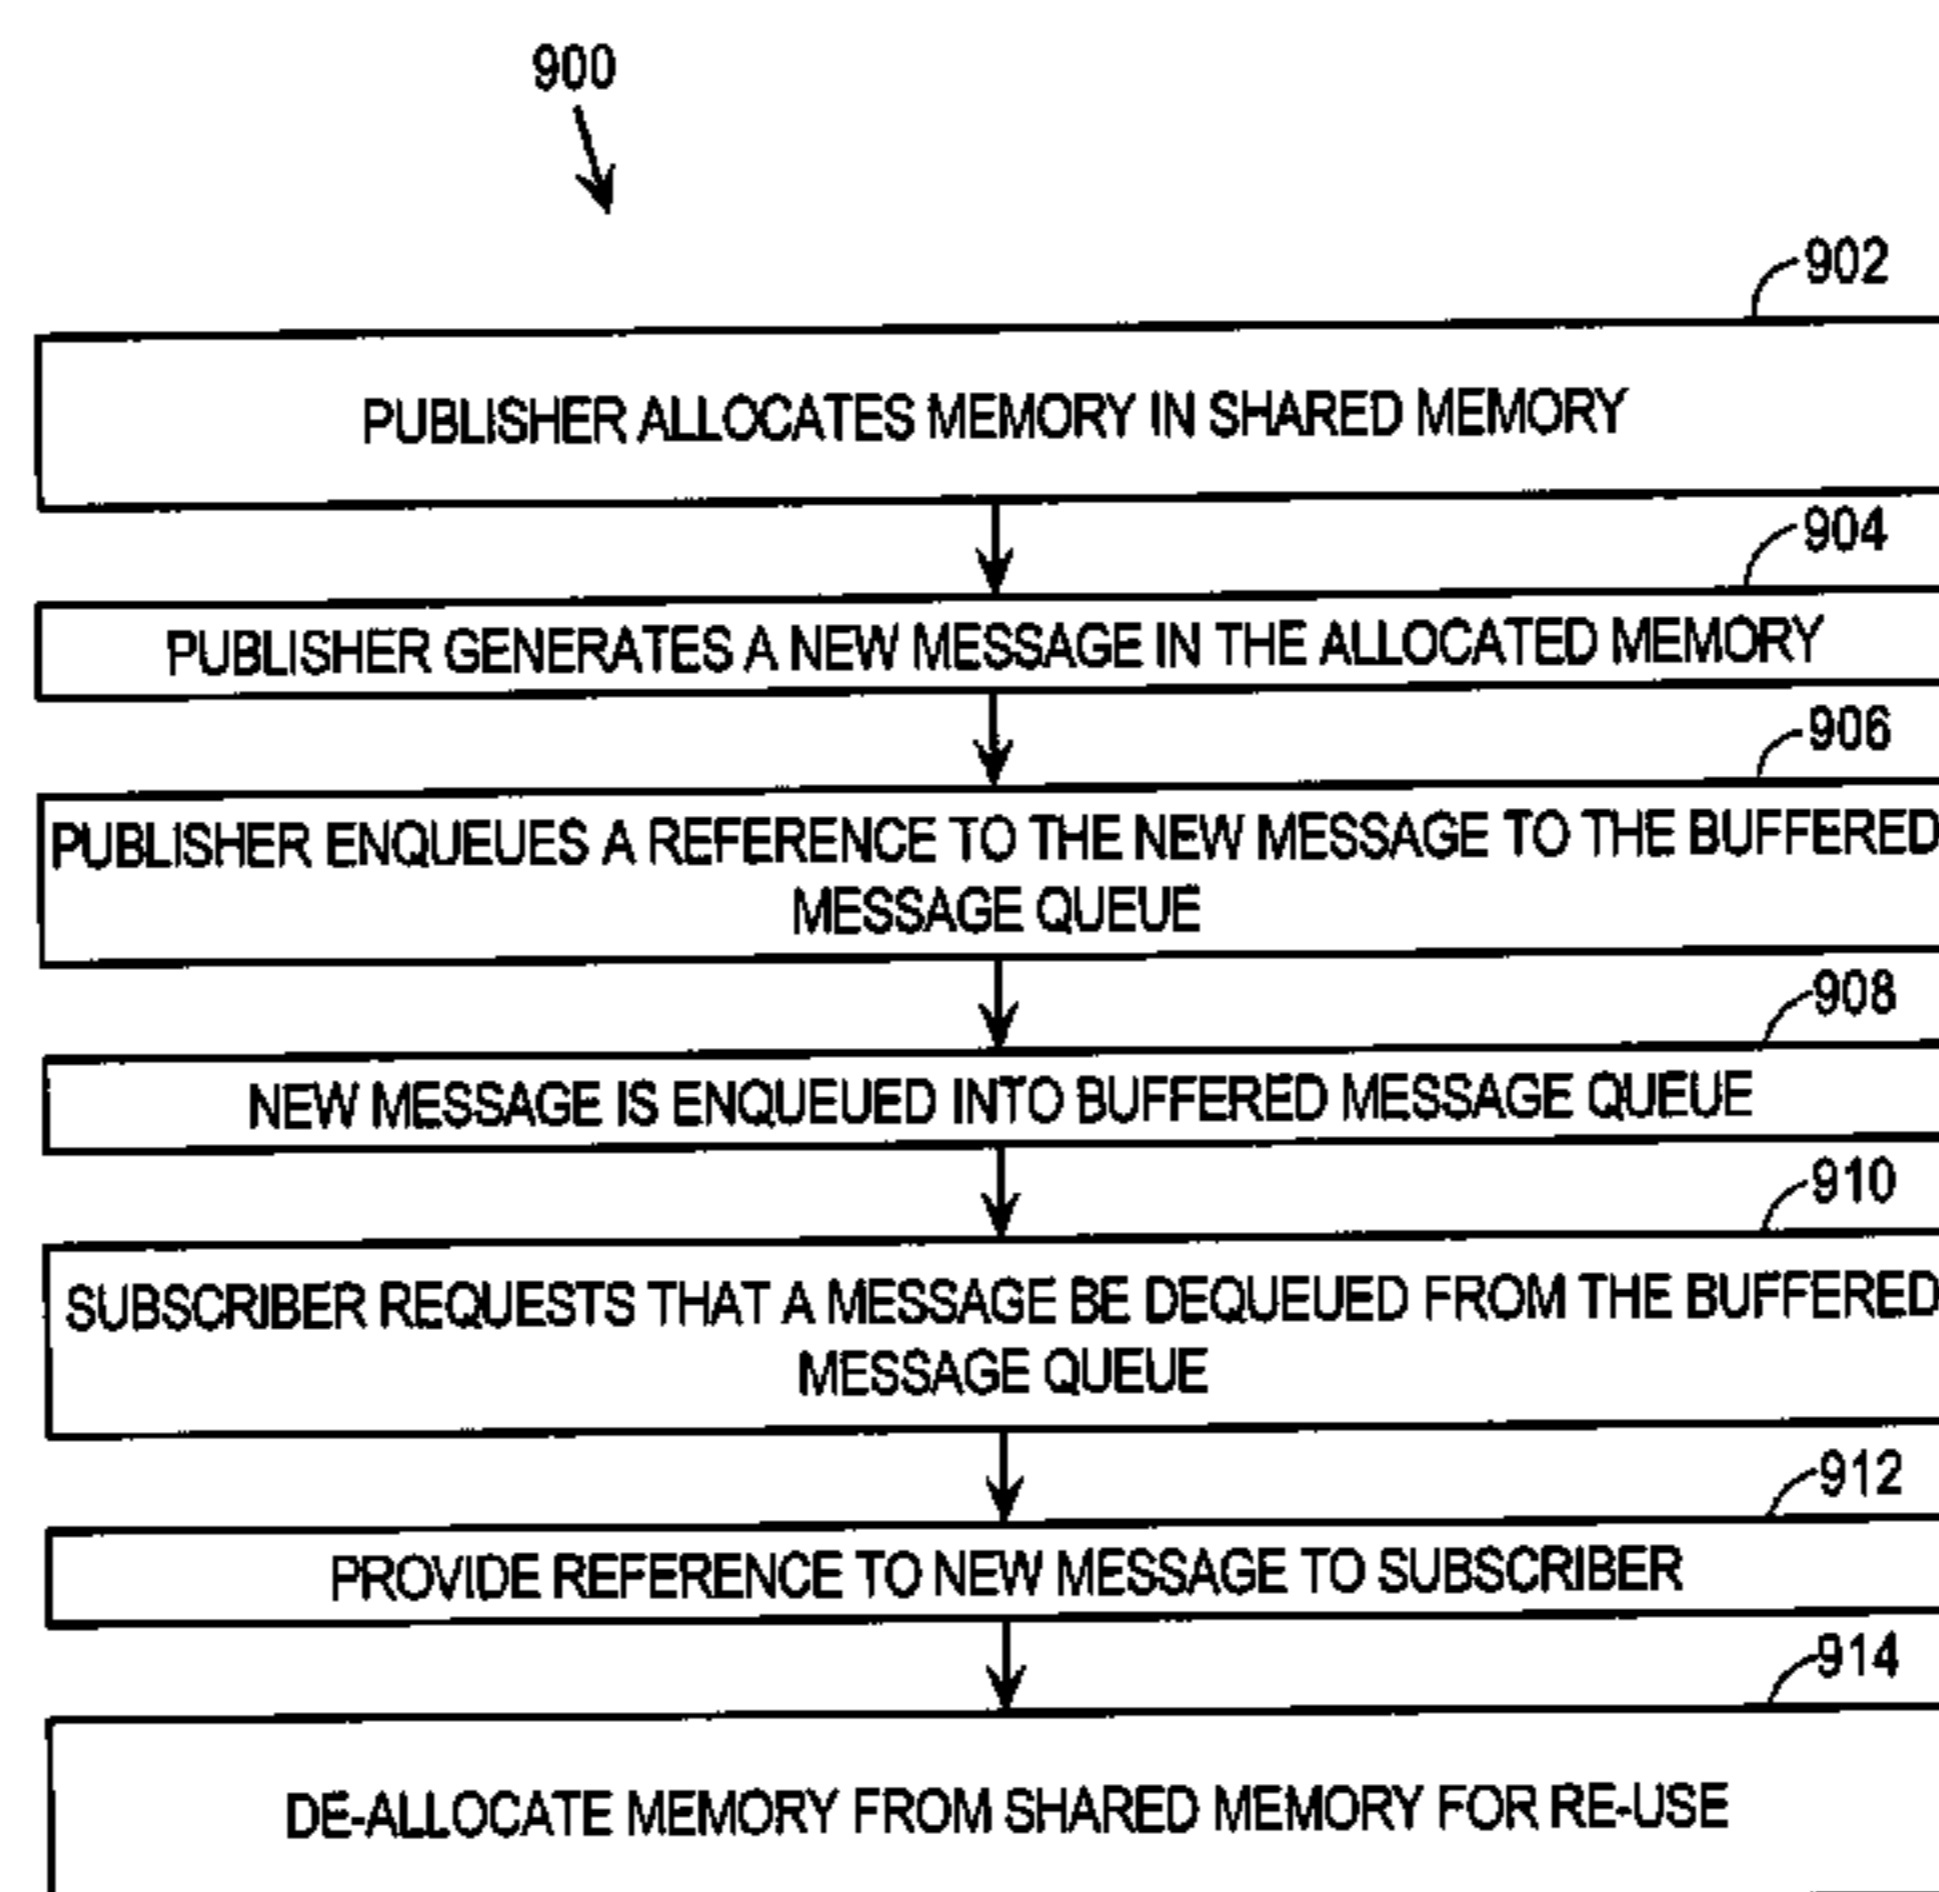 900
902
PUBLISHER ALLOCATES MEMORY IN SHARED MEMORY
904
PUBLISHER GENERATES A NEW MESSAGE IN THE ALLOCATED MEMORY
906
PUBLISHER ENQUEUES A REFERENCE TO THE NEW MESSAGE TO THE BUFFERED
MESSAGE QUEUE
908
NEW MESSAGE IS ENQUEUED INTO BUFFERED MESSAGE QUEUE
910
SUBSCRIBER REQUESTS THAT A MESSAGE BE DEQUEUED FROM THE BUFFERED
MESSAGE QUEUE
912
PROVIDE REFERENCE TO NEW MESSAGE TO SUBSCRIBER
914
DE-ALLOCATE MEMORY FROM SHARED MEMORY FOR RE-USE